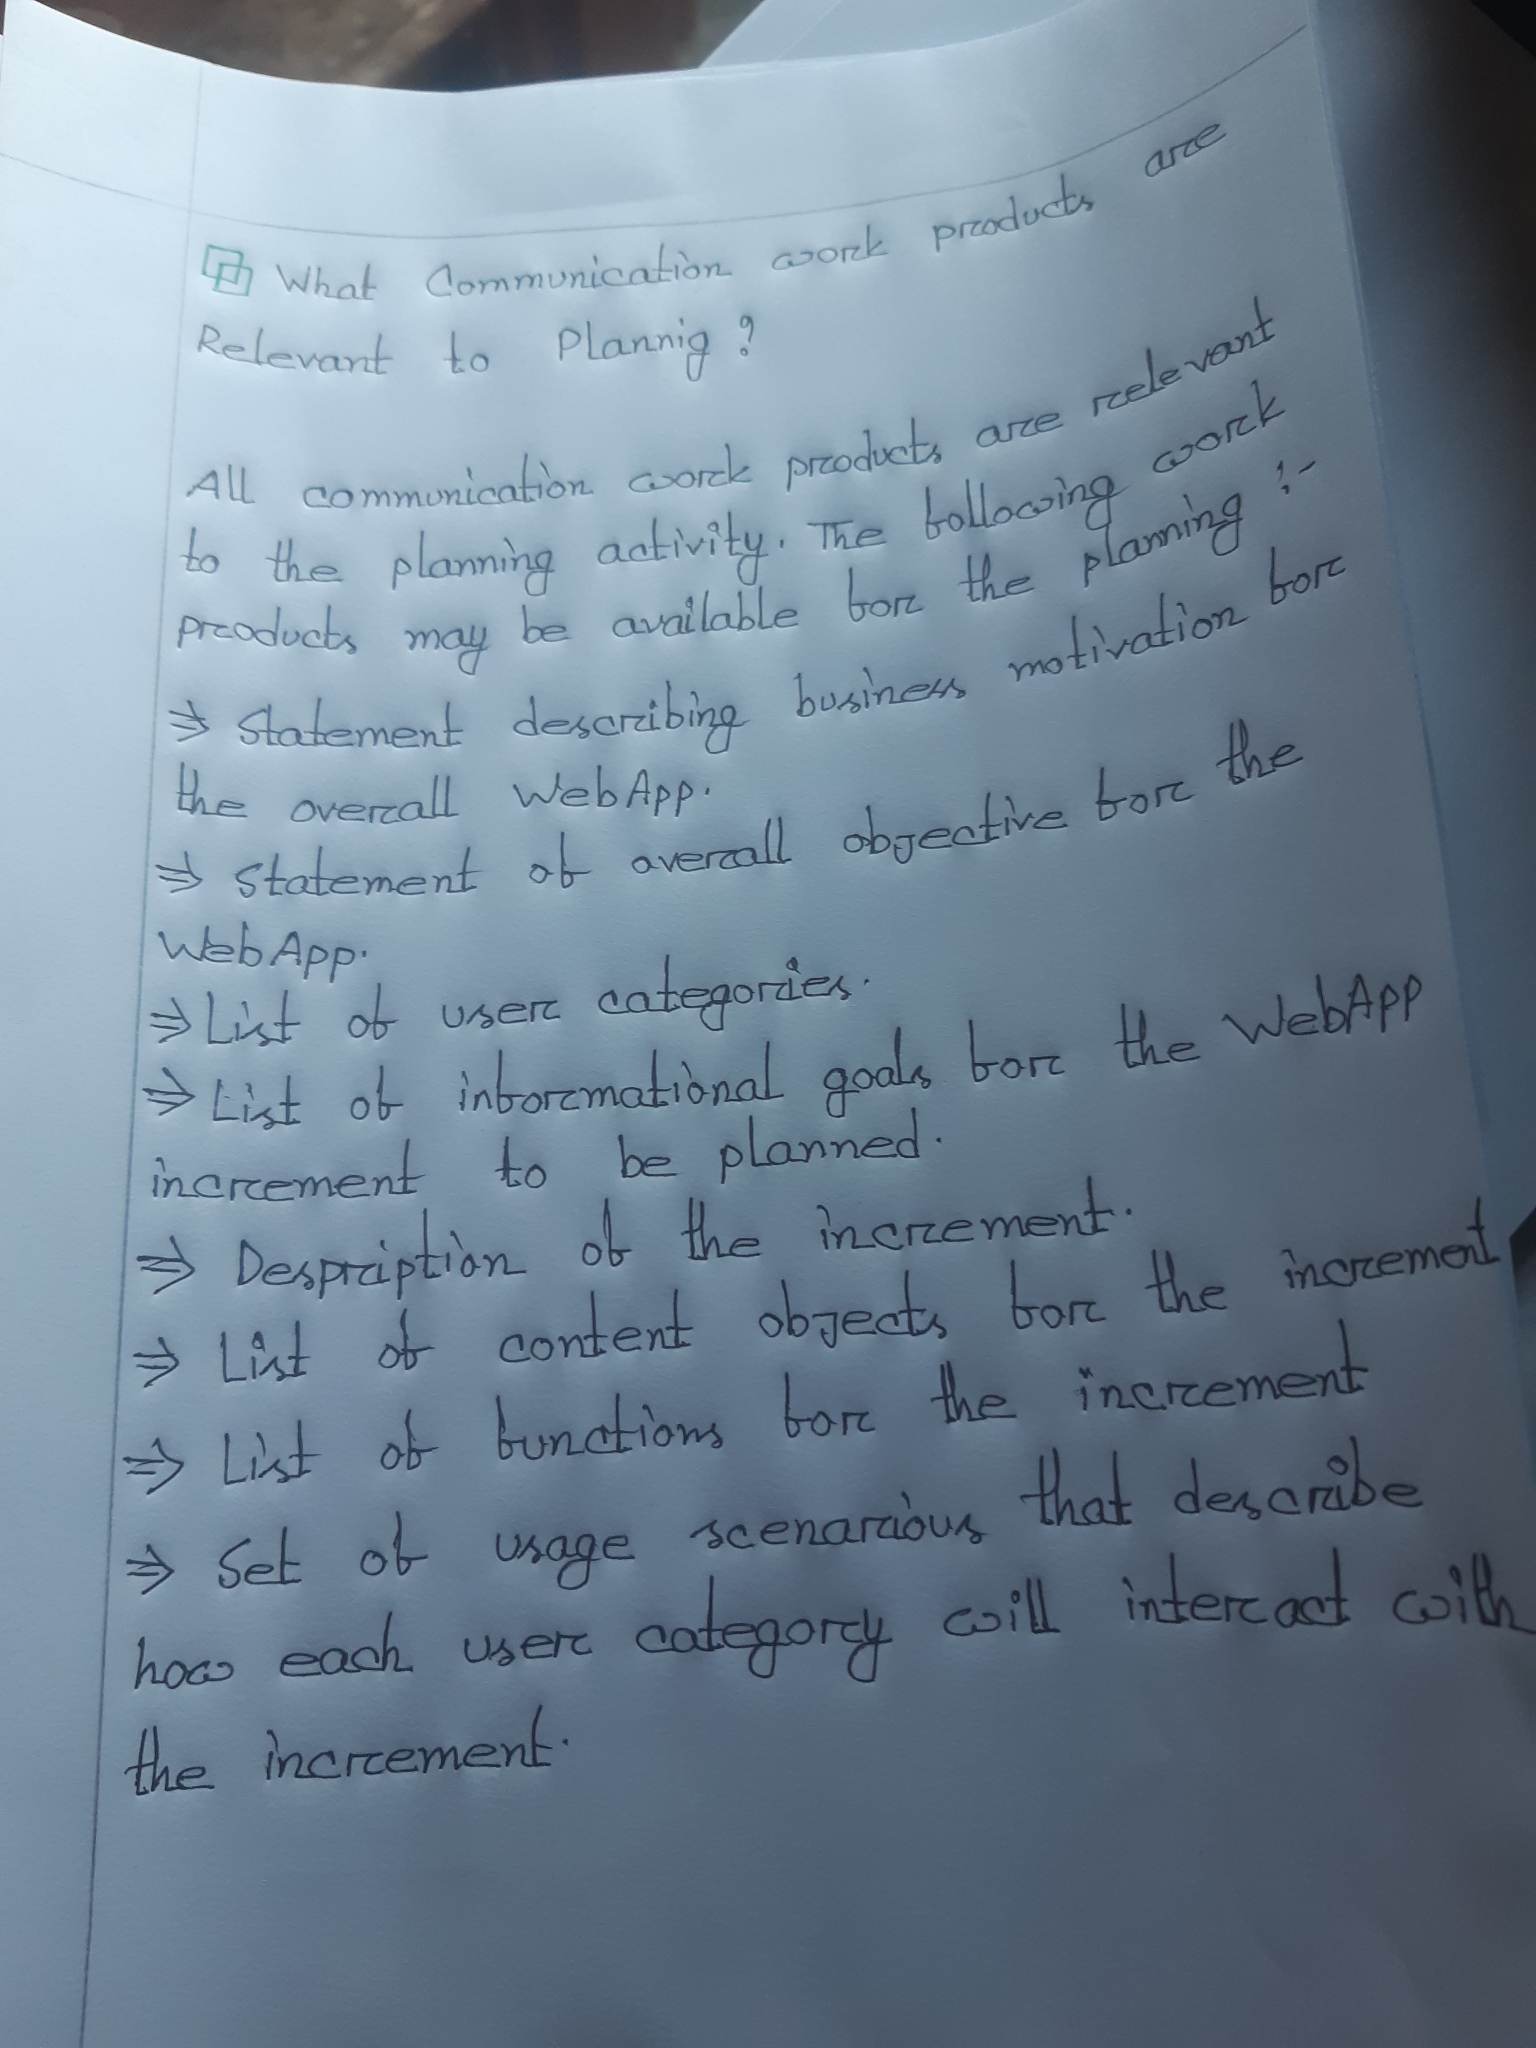 What Communication work products are
Relevant to Plannig ?
All communication work products are relevant
to the planning activity. The following work
products may be available for the planning :-
⇒ Statement describing business motivation for
the overall WebApp.
⇒ Statement of overall objective for the
WebApp.
⇒ List of user categories.
⇒ List of informational goals for the WebApp
increment to be planned.
⇒ Despription of the increment.
⇒ List of content objects for the increment
⇒ List of functions for the increment
⇒ Set of usage scenarious that describe
how each user category will interact with
the increment.